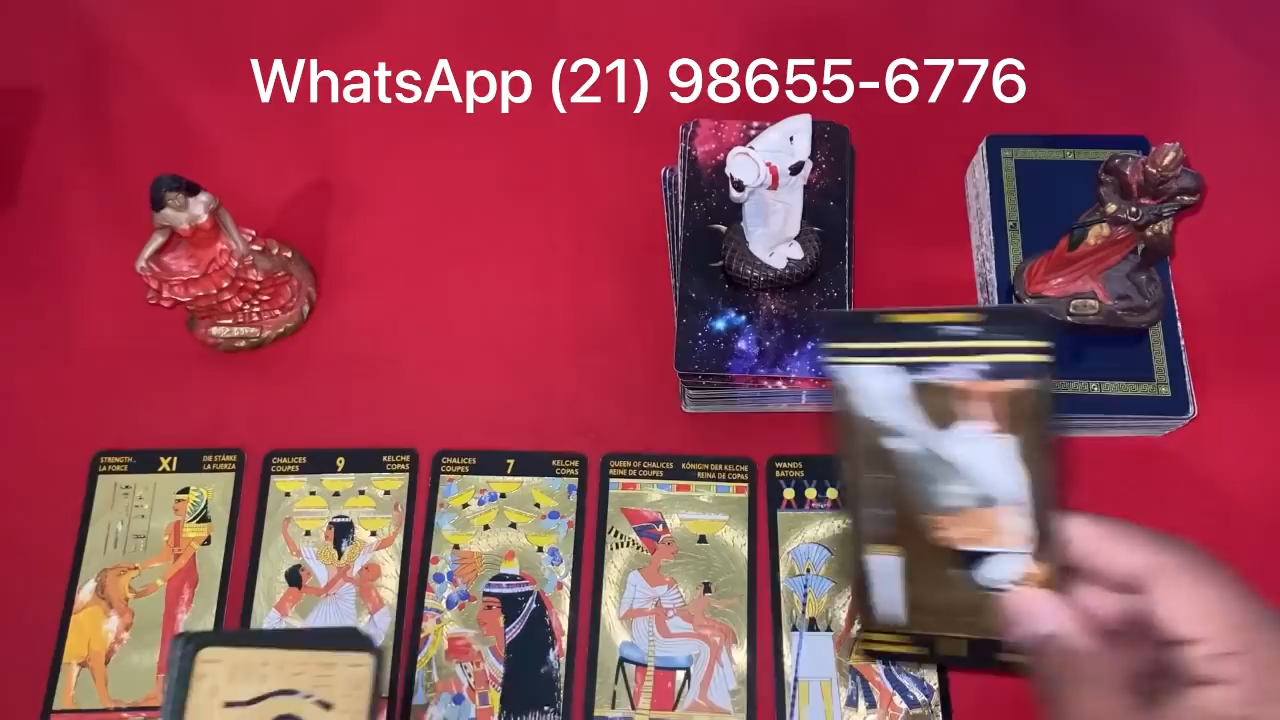 WhatsApp (21) 98655-6776
STRENGTH
LA FORCE
XI
DIE STÄRKE
LA FUERZA
CHALICES
COUPES
9
KELCHE
COPAS
CHALICES
COUPES
7
KELCHE
COPAS
QUEEN OF CHALICES
REINE DE COUPES
KÖNIGIN DER KELCHE
REINA DE COPAS
WANDS
BATONS